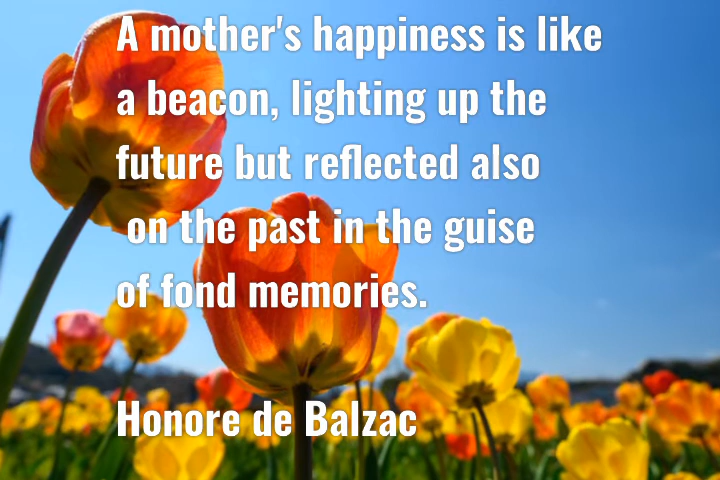 A mother's happiness is like
a beacon, lighting up the
future but reflected also
on the past in the guise
of fond memories.
Honore de Balzac